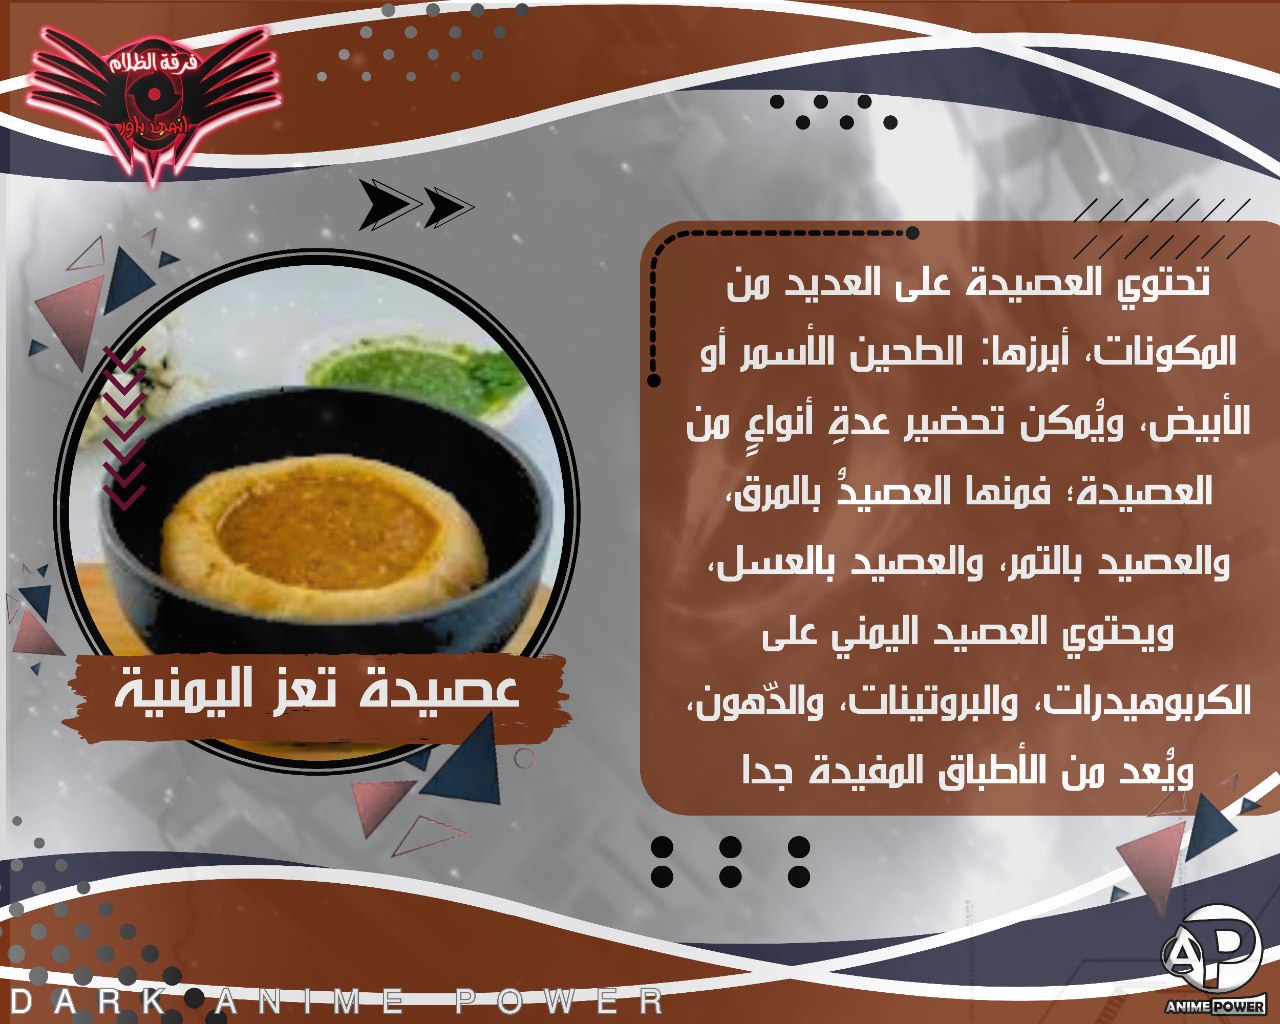 فرقة الظلام
انمي باور
تحتوي العصيدة على العديد من
المكونات، أبرزها: الطحين الأسمر أو
الأبيض، ويُمكن تحضير عدةِ أنواعٍ من
العصيدة؛ فمنها العصيدُ بالمرق،
والعصيد بالتمر، والعصيد بالعسل،
ويحتوي العصيد اليمني على
الكربوهيدرات، والبروتينات، والدّهون،
ويُعد من الأطباق المفيدة جدا
عصيدة تعز اليمنية
DARK ANIME POWER
AP
ANIME POWER